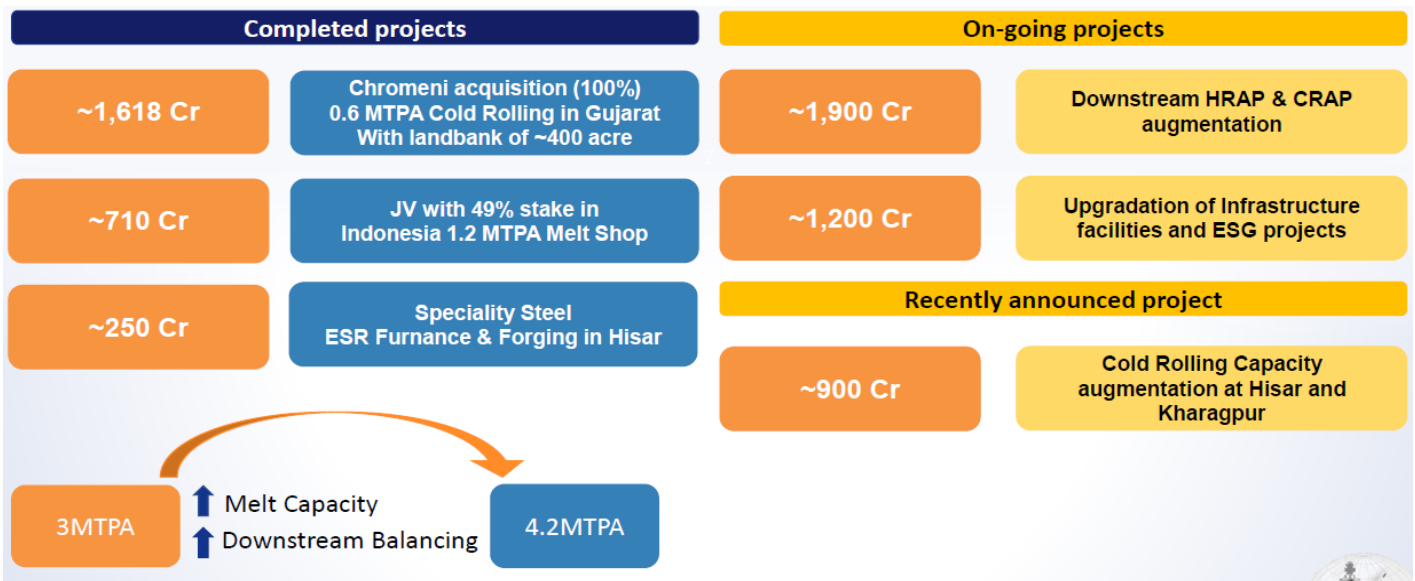 Completed projects
~1,618 Cr
Chromeni acquisition (100%)
0.6 MTPA Cold Rolling in Gujarat
With landbank of ~400 acre
~710 Cr
JV with 49% stake in
Indonesia 1.2 MTPA Melt Shop
~250 Cr
Speciality Steel
ESR Furnance & Forging in Hisar
3MTPA
Melt Capacity
Downstream Balancing
4.2MTPA
On-going projects
~1,900 Cr
Downstream HRAP & CRAP
augmentation
~1,200 Cr
Upgradation of Infrastructure
facilities and ESG projects
Recently announced project
~900 Cr
Cold Rolling Capacity
augmentation at Hisar and
Kharagpur